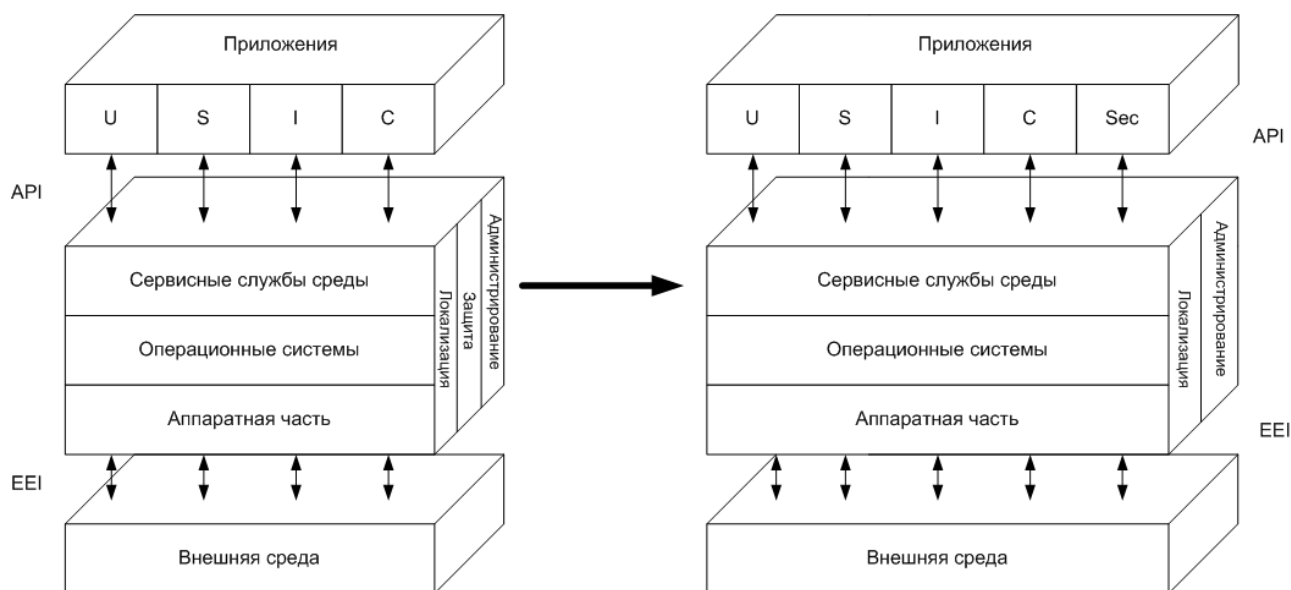 Приложения
U S I C
API
Сервисные службы среды
Операционные системы
Аппаратная часть
Локализация
Защита
Администрирование
EEI
Внешняя среда
Приложения
U S I C Sec
API
Сервисные службы среды
Операционные системы
Аппаратная часть
Локализация
Администрирование
EEI
Внешняя среда